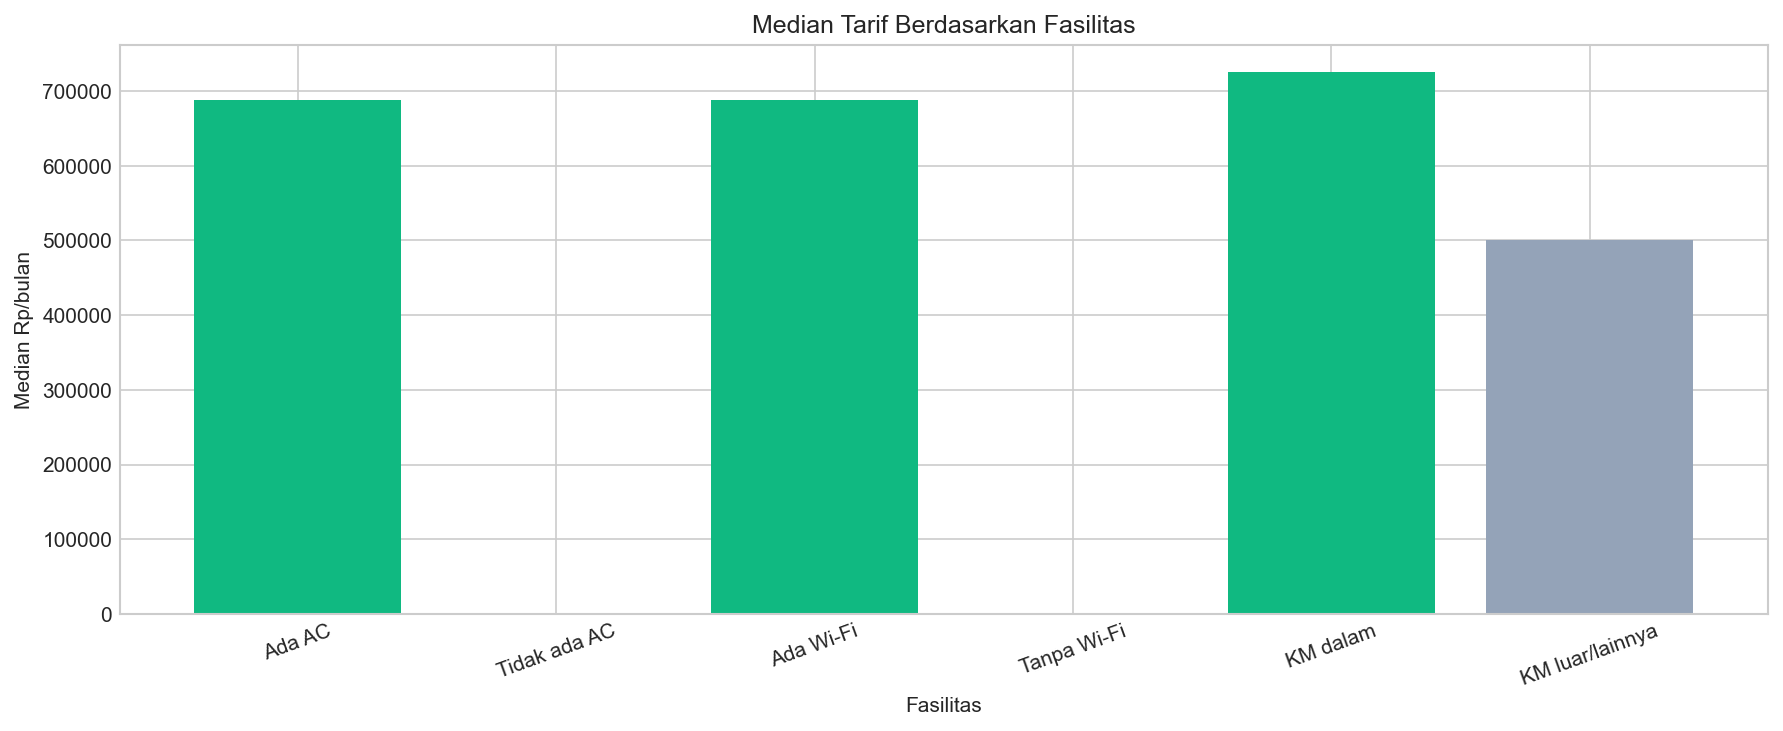 Median Tarif Berdasarkan Fasilitas
Median Rp/bulan
700000
600000
500000
400000
300000
200000
100000
0
Ada AC
Tidak ada AC
Ada Wi-Fi
Tanpa Wi-Fi
KM dalam
KM luar/lainnya
Fasilitas